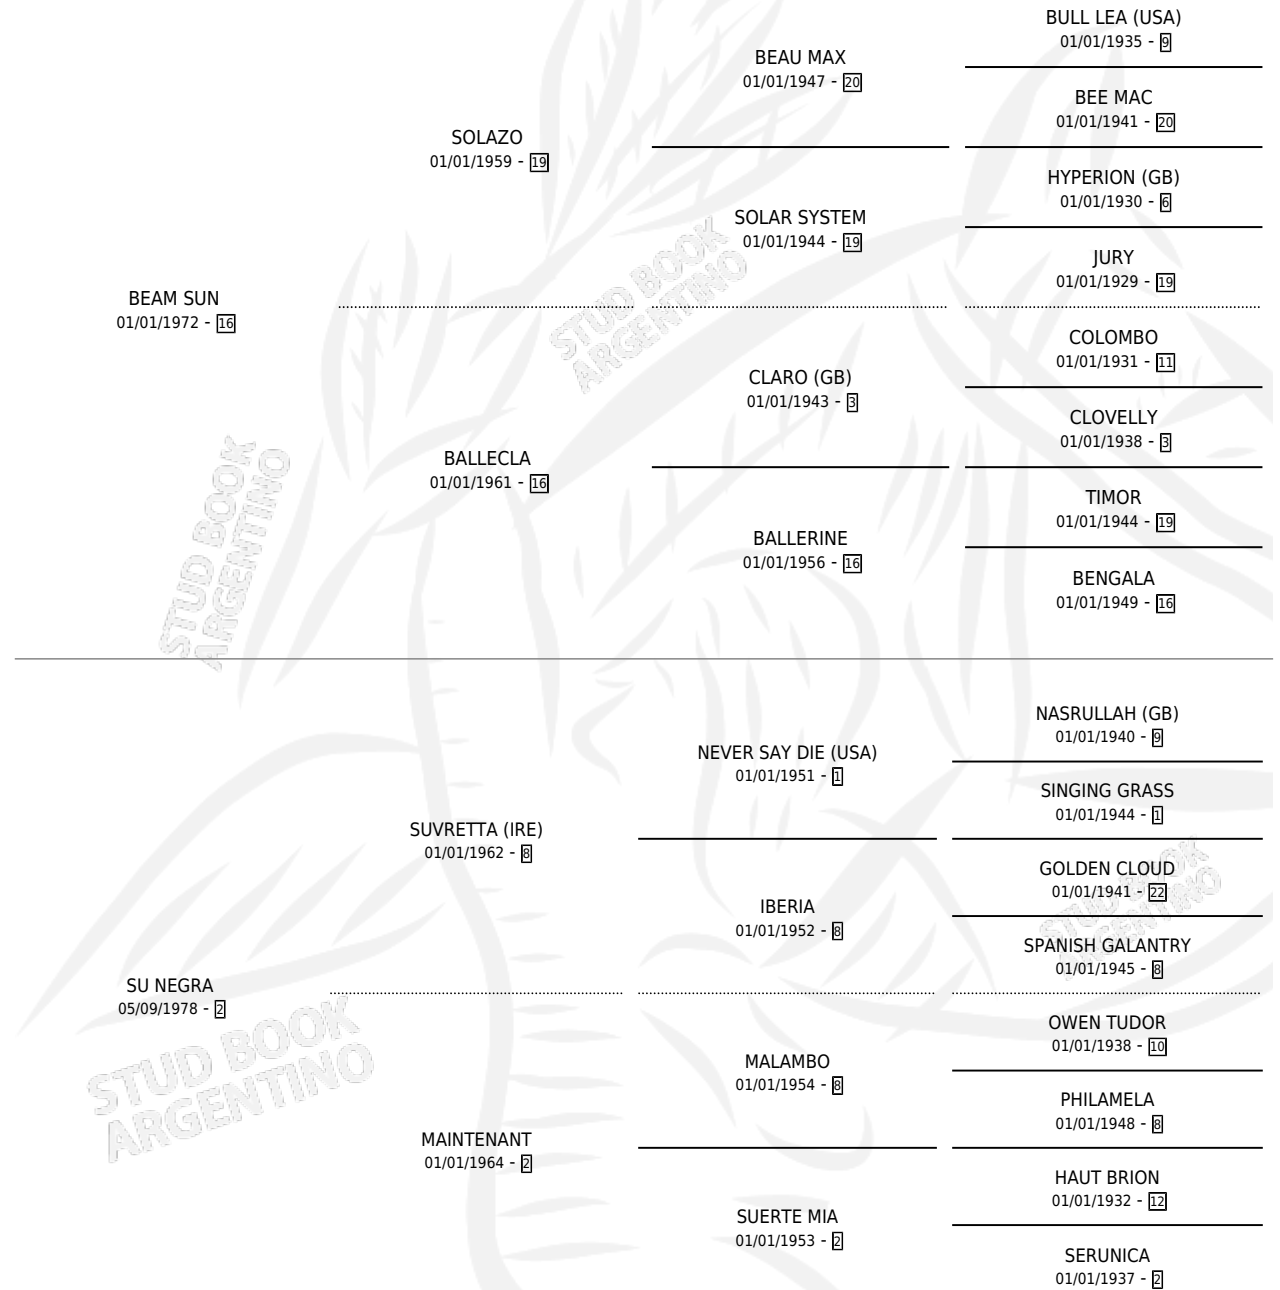 BULL LEA (USA)
01/01/1935 - 9
BEAU MAX
01/01/1947 - 20
BEE MAC
01/01/1941 - 20
SOLAZO
01/01/1959 - 19
HYPERION (GB)
01/01/1930 - 6
SOLAR SYSTEM
01/01/1944 - 19
JURY
01/01/1929 - 19
BEAM SUN
01/01/1972 - 16
STUD BOOK
ARGENTINO
COLOMBO
01/01/1931 - 11
CLARO (GB)
01/01/1943 - 3
CLOVELLY
01/01/1938 - 3
BALLECLA
01/01/1961 - 16
TIMOR
01/01/1944 - 19
BALLERINE
01/01/1956 - 16
BENGALA
01/01/1949 - 16
STUD BOOK
ARGENTINO
NASRULLAH (GB)
01/01/1940 - 9
NEVER SAY DIE (USA)
01/01/1951 - 1
SINGING GRASS
01/01/1944 - 1
SUVRETTA (IRE)
01/01/1962 - 8
GOLDEN CLOUD
01/01/1941 - 22
STUD BOOK
ARGENTINO
IBERIA
01/01/1952 - 8
SPANISH GALANTRY
01/01/1945 - 8
SU NEGRA
05/09/1978 - 2
STUD BOOK
ARGENTINO
OWEN TUDOR
01/01/1938 - 10
MALAMBO
01/01/1954 - 8
PHILAMELA
01/01/1948 - 8
MAINTENANT
01/01/1964 - 2
HAUT BRION
01/01/1932 - 12
SUERTE MIA
01/01/1953 - 2
SERUNICA
01/01/1937 - 2